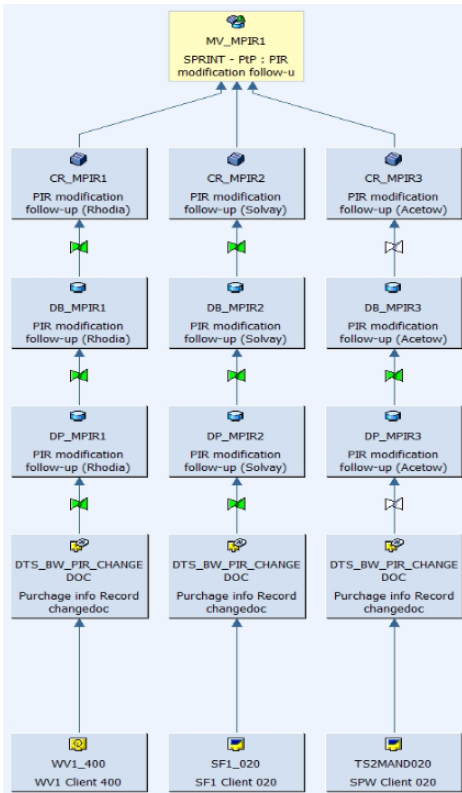 MV_MPIR1
SPRINT - PtP : PIR
modification follow-u
CR_MPIR1
PIR modification
follow-up (Rhodia)
CR_MPIR2
PIR modification
follow-up (Solvay)
CR_MPIR3
PIR modification
follow-up (Acetow)
DB_MPIR1
PIR modification
follow-up (Rhodia)
DB_MPIR2
PIR modification
follow-up (Solvay)
DB_MPIR3
PIR modification
follow-up (Acetow)
DP_MPIR1
PIR modification
follow-up (Rhodia)
DP_MPIR2
PIR modification
follow-up (Solvay)
DP_MPIR3
PIR modification
follow-up (Acetow)
DTS_BW_PIR_CHANGE
DOC
Purchage info Record
changedoc
DTS_BW_PIR_CHANGE
DOC
Purchage info Record
changedoc
DTS_BW_PIR_CHANGE
DOC
Purchage info Record
changedoc
WV1_400
WV1 Client 400
SF1_020
SF1 Client 020
TS2MAND020
SPW Client 020